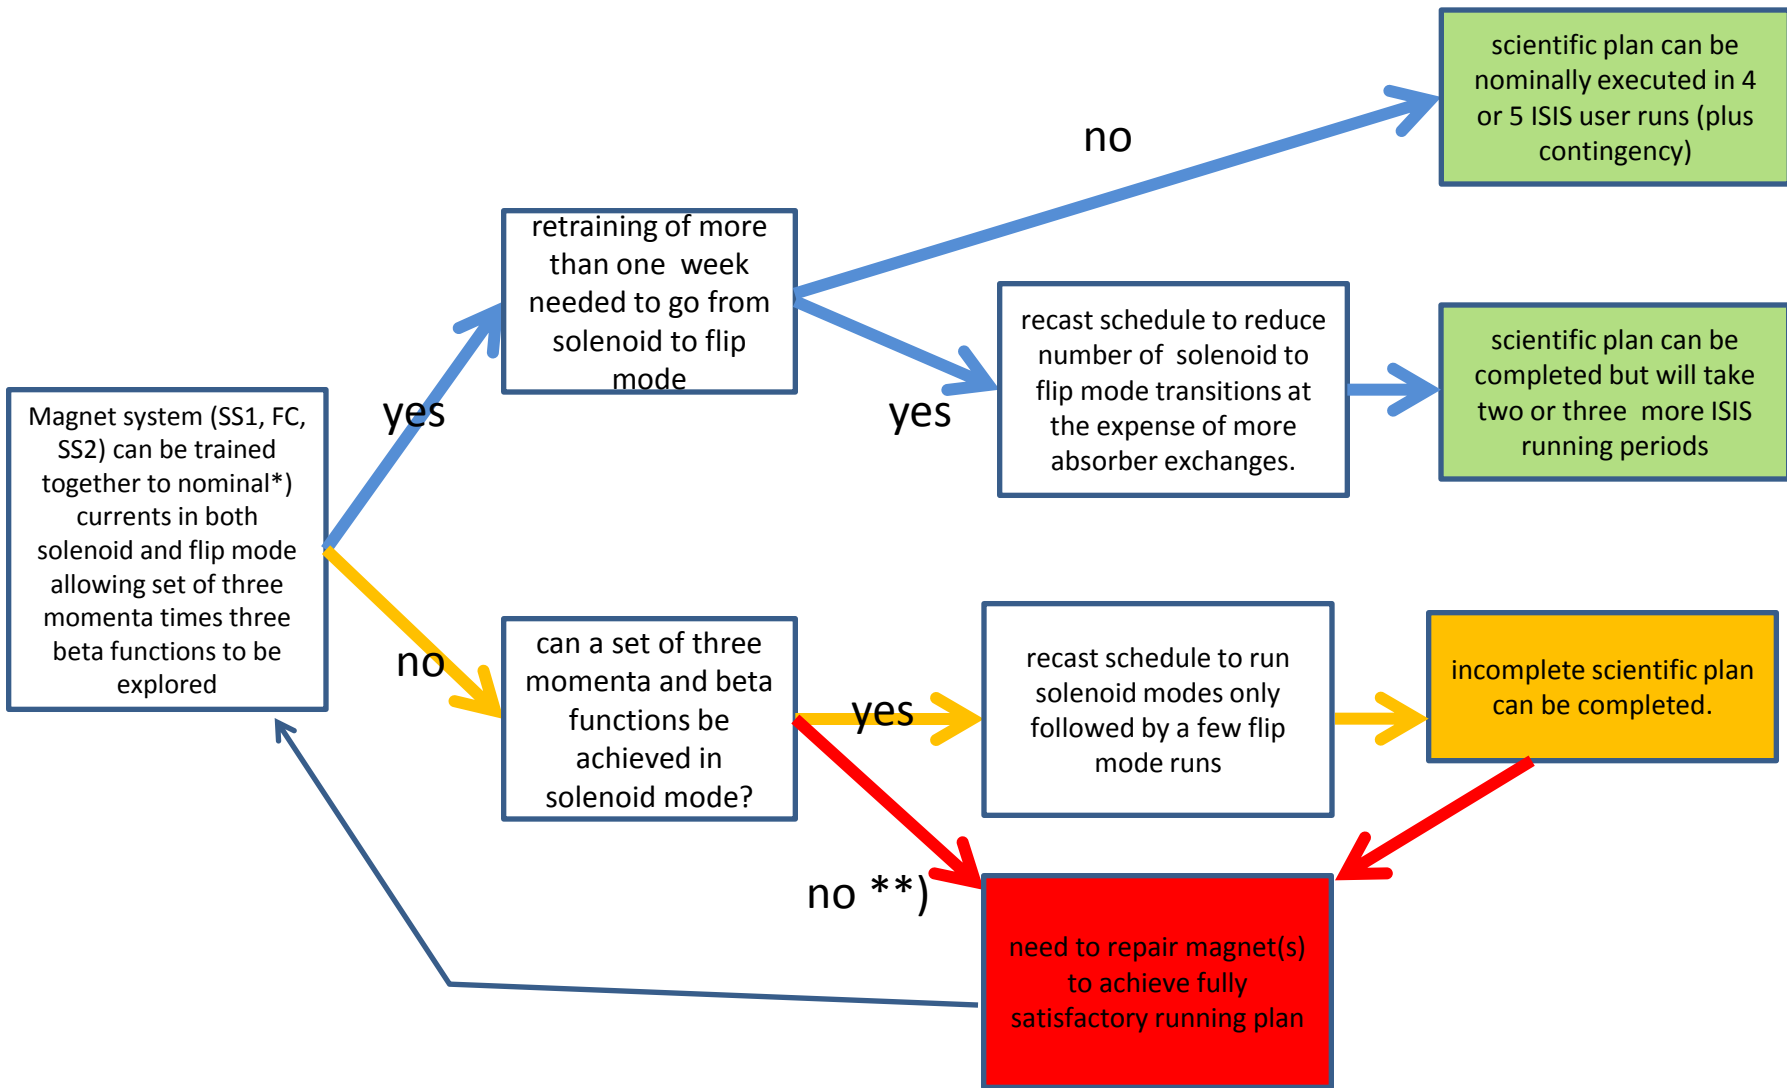 scientific plan can be
nominally executed in 4
or 5 ISIS user runs (plus
contingency)
no
retraining of more
than one week
needed to go from
solenoid to flip
mode
recast schedule to reduce
number of solenoid to
flip mode transitions at
the expense of more
absorber exchanges.
scientific plan can be
completed but will take
two or three more ISIS
running periods
yes
yes
Magnet system (SS1, FC,
SS2) can be trained
together to nominal*)
currents in both
solenoid and flip mode
allowing set of three
momenta times three
beta functions to be
explored
no
can a set of three
momenta and beta
functions be
achieved in
solenoid mode?
yes
recast schedule to run
solenoid modes only
followed by a few flip
mode runs
incomplete scientific plan
can be completed.
no **)
need to repair magnet(s)
to achieve fully
satisfactory running plan